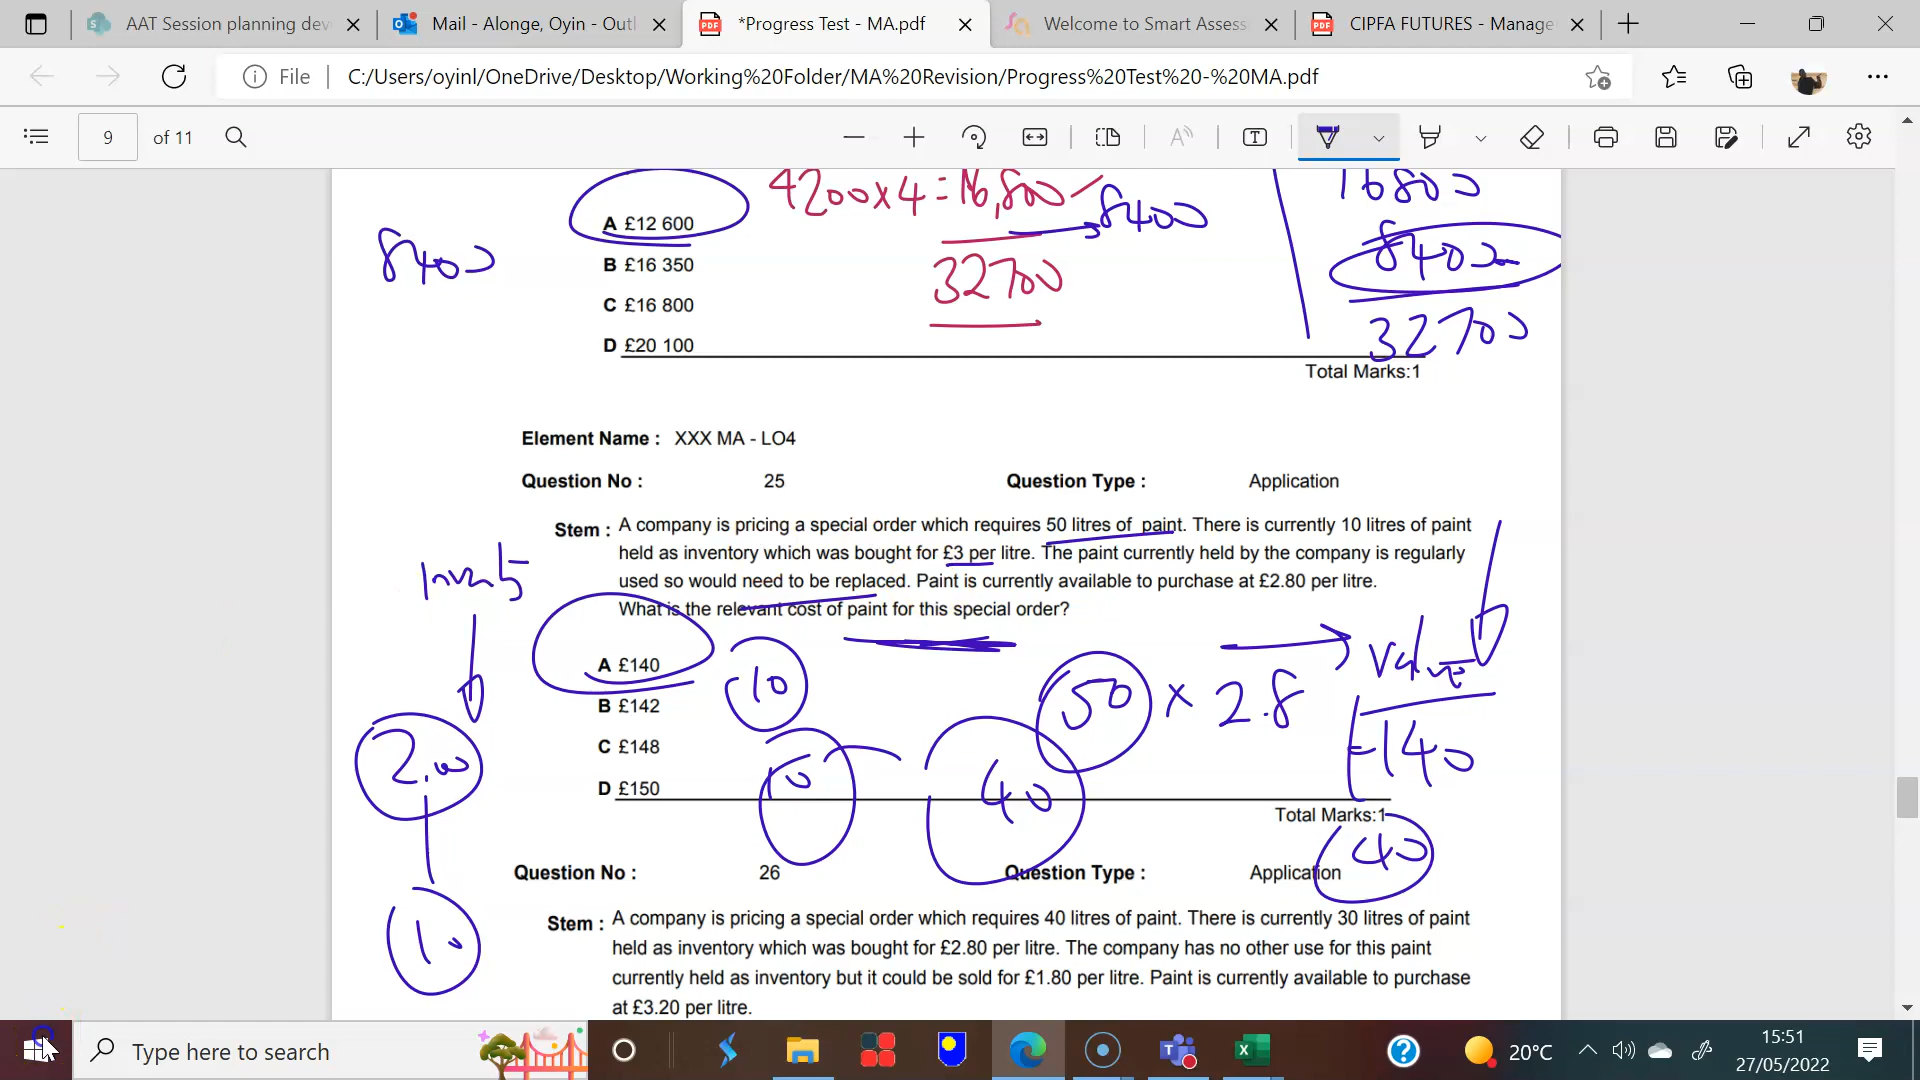 AAT Session planning dev
Mail - Alonge, Oyin - Outl
*Progress Test - MA.pdf
Welcome to Smart Assess
CIPFA FUTURES - Manage
File
C:/Users/oyinl/OneDrive/Desktop/Working%20Folder/MA%20Revision/Progress%20Test%20-%20MA.pdf
9 of 11
4200x4=16,800
8400
16800
A £12 600
8400
8400
B £16 350
32700
C £16 800
32700
D £20 100
Total Marks:1
Element Name : XXX MA - LO4
Question No : 25 Question Type : Application
Stem : A company is pricing a special order which requires 50 litres of paint. There is currently 10 litres of paint
held as inventory which was bought for £3 per litre. The paint currently held by the company is regularly
used so would need to be replaced. Paint is currently available to purchase at £2.80 per litre.
What is the relevant cost of paint for this special order?
value
A £140
10
50 x 2.8
B £142
=140
C £148
10
40
D £150
Total Marks:1
40
Question No : 26 Question Type : Application
Stem : A company is pricing a special order which requires 40 litres of paint. There is currently 30 litres of paint
held as inventory which was bought for £2.80 per litre. The company has no other use for this paint
currently held as inventory but it could be sold for £1.80 per litre. Paint is currently available to purchase
at £3.20 per litre.
Type here to search
20°C
15:51
27/05/2022